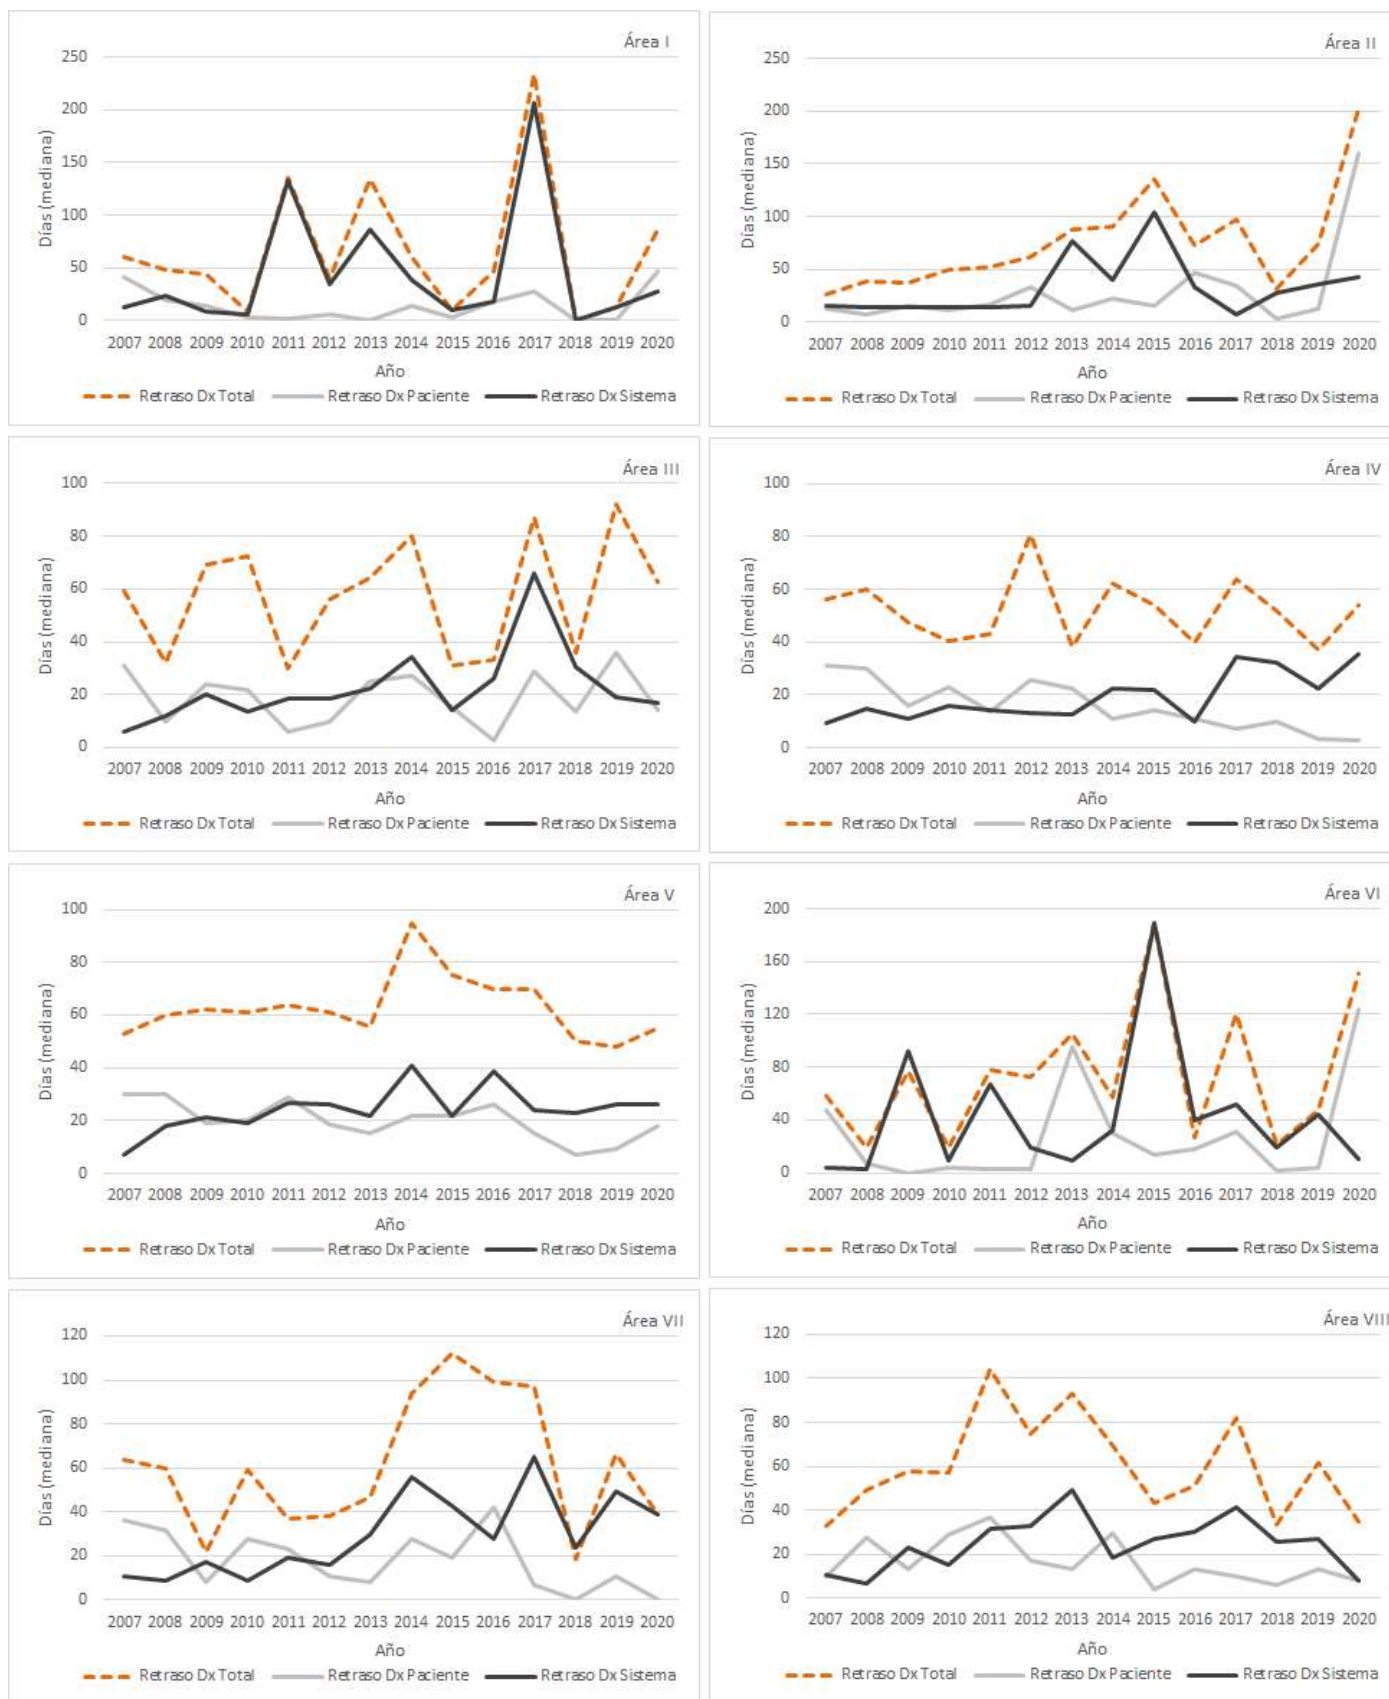 Área I
250
200
150
100
50
0
Días (mediana)
2007 2008 2009 2010 2011 2012 2013 2014 2015 2016 2017 2018 2019 2020
Año
Retraso Dx Total Retraso Dx Paciente Retraso Dx Sistema
Área II
250
200
150
100
50
0
Días (mediana)
2007 2008 2009 2010 2011 2012 2013 2014 2015 2016 2017 2018 2019 2020
Año
Retraso Dx Total Retraso Dx Paciente Retraso Dx Sistema
Área III
100
80
60
40
20
0
Días (mediana)
2007 2008 2009 2010 2011 2012 2013 2014 2015 2016 2017 2018 2019 2020
Año
Retraso Dx Total Retraso Dx Paciente Retraso Dx Sistema
Área IV
100
80
60
40
20
0
Días (mediana)
2007 2008 2009 2010 2011 2012 2013 2014 2015 2016 2017 2018 2019 2020
Año
Retraso Dx Total Retraso Dx Paciente Retraso Dx Sistema
Área V
100
80
60
40
20
0
Días (mediana)
2007 2008 2009 2010 2011 2012 2013 2014 2015 2016 2017 2018 2019 2020
Año
Retraso Dx Total Retraso Dx Paciente Retraso Dx Sistema
Área VI
200
160
120
80
40
0
Días (mediana)
2007 2008 2009 2010 2011 2012 2013 2014 2015 2016 2017 2018 2019 2020
Año
Retraso Dx Total Retraso Dx Paciente Retraso Dx Sistema
Área VII
120
100
80
60
40
20
0
Días (mediana)
2007 2008 2009 2010 2011 2012 2013 2014 2015 2016 2017 2018 2019 2020
Año
Retraso Dx Total Retraso Dx Paciente Retraso Dx Sistema
Área VIII
120
100
80
60
40
20
0
Días (mediana)
2007 2008 2009 2010 2011 2012 2013 2014 2015 2016 2017 2018 2019 2020
Año
Retraso Dx Total Retraso Dx Paciente Retraso Dx Sistema